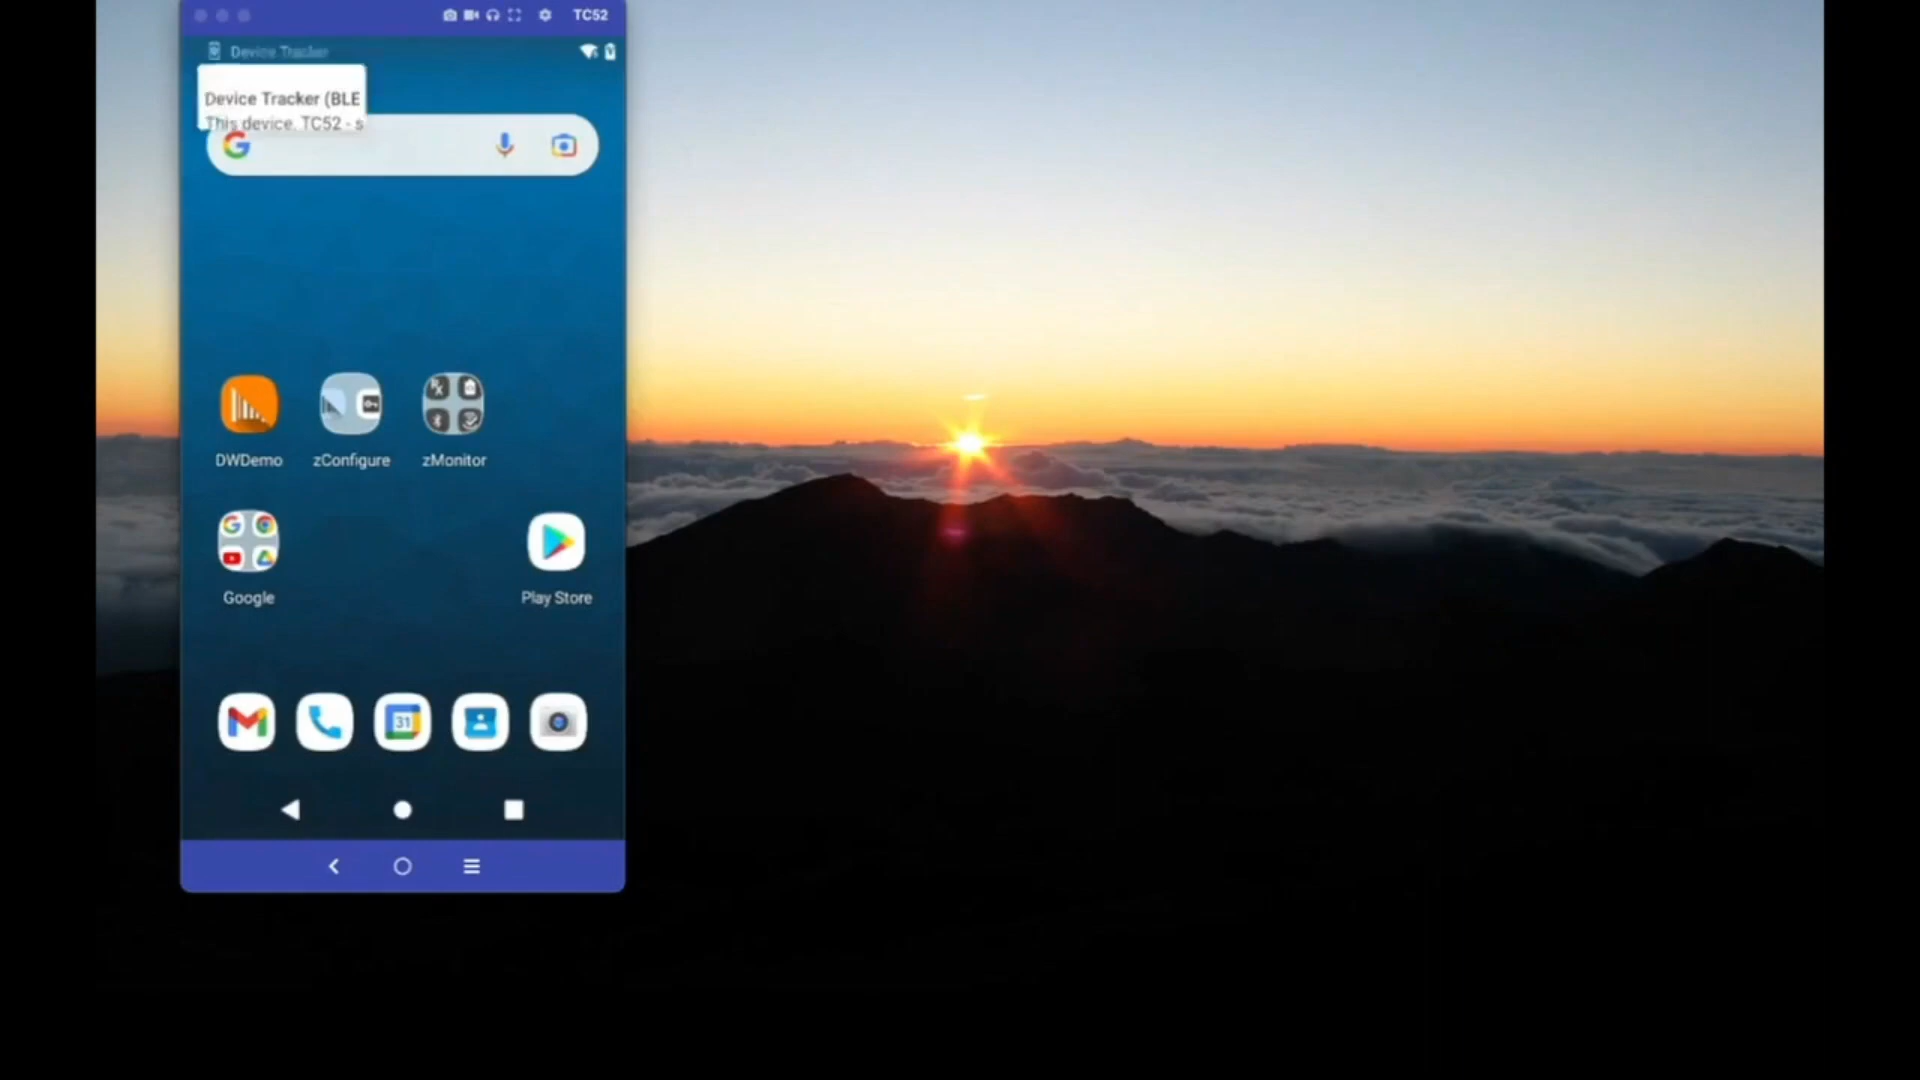 TC52
Device Tracker
Device Tracker (BLE
This device, TC52 - s
G
DWDemo
zConfigure
zMonitor
Google
Play Store
31